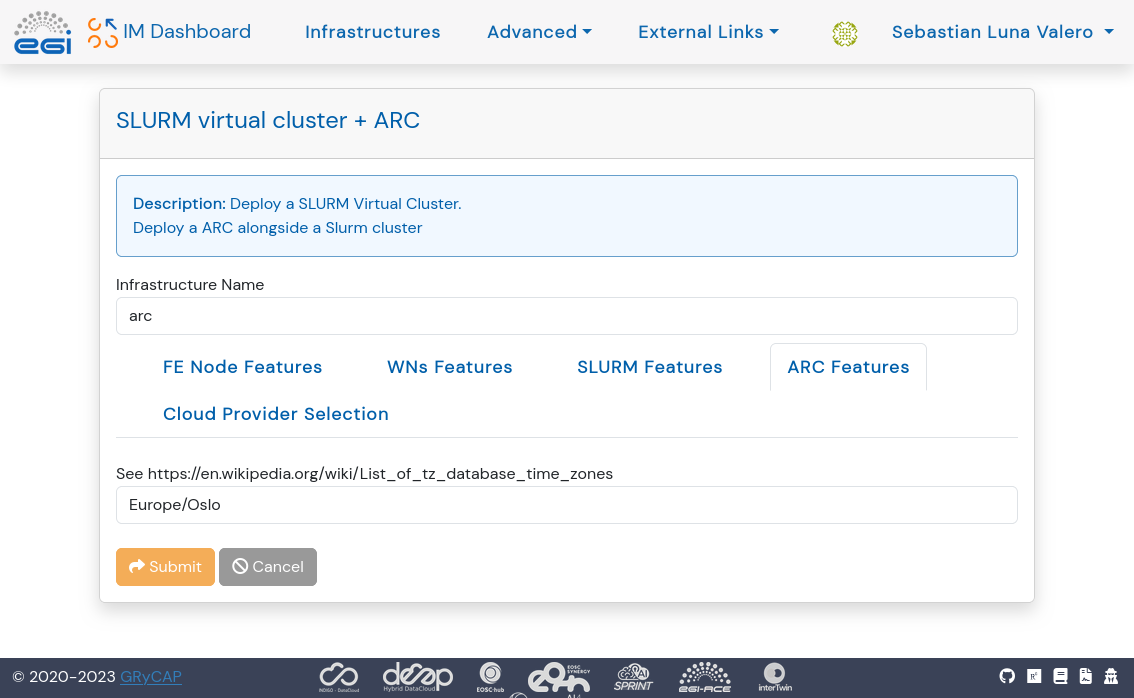 egi IM Dashboard Infrastructures Advanced External Links Sebastian Luna Valero
SLURM virtual cluster + ARC
Description: Deploy a SLURM Virtual Cluster.
Deploy a ARC alongside a Slurm cluster
Infrastructure Name
arc
FE Node Features WNs Features SLURM Features ARC Features
Cloud Provider Selection
See https://en.wikipedia.org/wiki/List_of_tz_database_time_zones
Europe/Oslo
Submit Cancel
© 2020-2023 GRyCAP
INDIGO - DataCloud
deep
Hybrid DataCloud
EOSC-hub
EOSC SYNERGY
AI4
SPRINT
EGI-ACE
interTwin